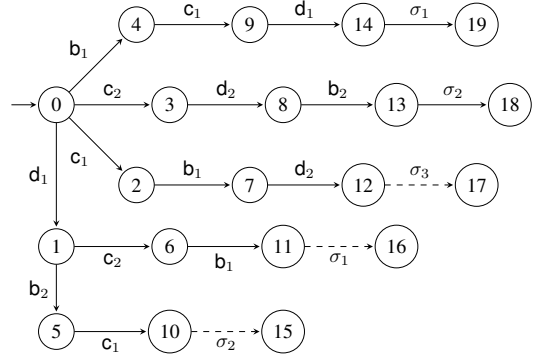 4 c₁ 9 d₁ 14 σ₁ 19
b₁
0 c₂ 3 d₂ 8 b₂ 13 σ₂ 18
c₁
d₁ 2 b₁ 7 d₂ 12 σ₃ 17
1 c₂ 6 b₁ 11 σ₁ 16
b₂
5 c₁ 10 σ₂ 15